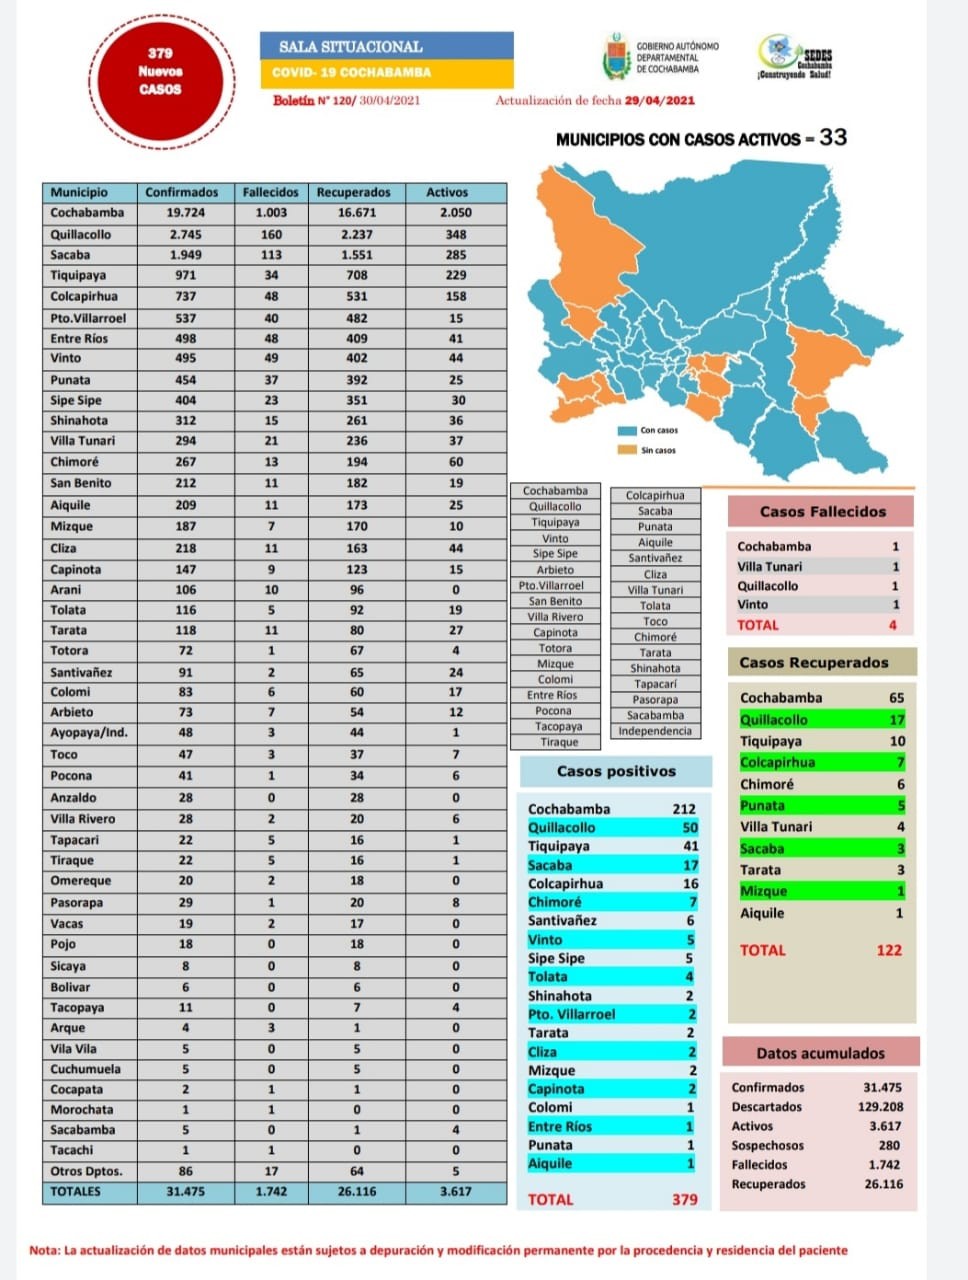 379
Nuevos
CASOS
SALA SITUACIONAL
COVID- 19 COCHABAMBA
Boletín N° 120/ 30/04/2021
Actualización de fecha 29/04/2021
GOBIERNO AUTÓNOMO
DEPARTAMENTAL
DE COCHABAMBA
SEDES
Cochabamba
¡Construyendo Salud!
MUNICIPIOS CON CASOS ACTIVOS = 33
Municipio Confirmados Fallecidos Recuperados Activos
Cochabamba 19.724 1.003 16.671 2.050
Quillacollo 2.745 160 2.237 348
Sacaba 1.949 113 1.551 285
Tiquipaya 971 34 708 229
Colcapirhua 737 48 531 158
Pto.Villarroel 537 40 482 15
Entre Ríos 498 48 409 41
Vinto 495 49 402 44
Punata 454 37 392 25
Sipe Sipe 404 23 351 30
Shinahota 312 15 261 36
Villa Tunari 294 21 236 37
Chimoré 267 13 194 60
San Benito 212 11 182 19
Aiquile 209 11 173 25
Mizque 187 7 170 10
Cliza 218 11 163 44
Capinota 147 9 123 15
Arani 106 10 96 0
Tolata 116 5 92 19
Tarata 118 11 80 27
Totora 72 1 67 4
Santivañez 91 2 65 24
Colomi 83 6 60 17
Arbieto 73 7 54 12
Ayopaya/Ind. 48 3 44 1
Toco 47 3 37 7
Pocona 41 1 34 6
Anzaldo 28 0 28 0
Villa Rivero 28 2 20 6
Tapacari 22 5 16 1
Tiraque 22 5 16 1
Omereque 20 2 18 0
Pasorapa 29 1 20 8
Vacas 19 2 17 0
Pojo 18 0 18 0
Sicaya 8 0 8 0
Bolivar 6 0 6 0
Tacopaya 11 0 7 4
Arque 4 3 1 0
Vila Vila 5 0 5 0
Cuchumuela 5 0 5 0
Cocapata 2 1 1 0
Morochata 1 1 0 0
Sacabamba 5 0 1 4
Tacachi 1 1 0 0
Otros Dptos. 86 17 64 5
TOTALES 31.475 1.742 26.116 3.617
Con casos
Sin casos
Cochabamba
Quillacollo
Tiquipaya
Vinto
Sipe Sipe
Arbieto
Pto.Villarroel
San Benito
Villa Rivero
Capinota
Totora
Mizque
Colomi
Entre Ríos
Pocona
Tacopaya
Tiraque
Colcapirhua
Sacaba
Punata
Aiquile
Santivañez
Cliza
Villa Tunari
Tolata
Toco
Chimoré
Tarata
Shinahota
Tapacarí
Pasorapa
Sacabamba
Independencia
Casos positivos
Cochabamba 212
Quillacollo 50
Tiquipaya 41
Sacaba 17
Colcapirhua 16
Chimoré 7
Santivañez 6
Vinto 5
Sipe Sipe 5
Tolata 4
Shinahota 2
Pto. Villarroel 2
Tarata 2
Cliza 2
Mizque 2
Capinota 2
Colomi 1
Entre Ríos 1
Punata 1
Aiquile 1
TOTAL 379
Casos Fallecidos
Cochabamba 1
Villa Tunari 1
Quillacollo 1
Vinto 1
TOTAL 4
Casos Recuperados
Cochabamba 65
Quillacollo 17
Tiquipaya 10
Colcapirhua 7
Chimoré 6
Punata 5
Villa Tunari 4
Sacaba 3
Tarata 3
Mizque 1
Aiquile 1
TOTAL 122
Datos acumulados
Confirmados 31.475
Descartados 129.208
Activos 3.617
Sospechosos 280
Fallecidos 1.742
Recuperados 26.116
Nota: La actualización de datos municipales están sujetos a depuración y modificación permanente por la procedencia y residencia del paciente